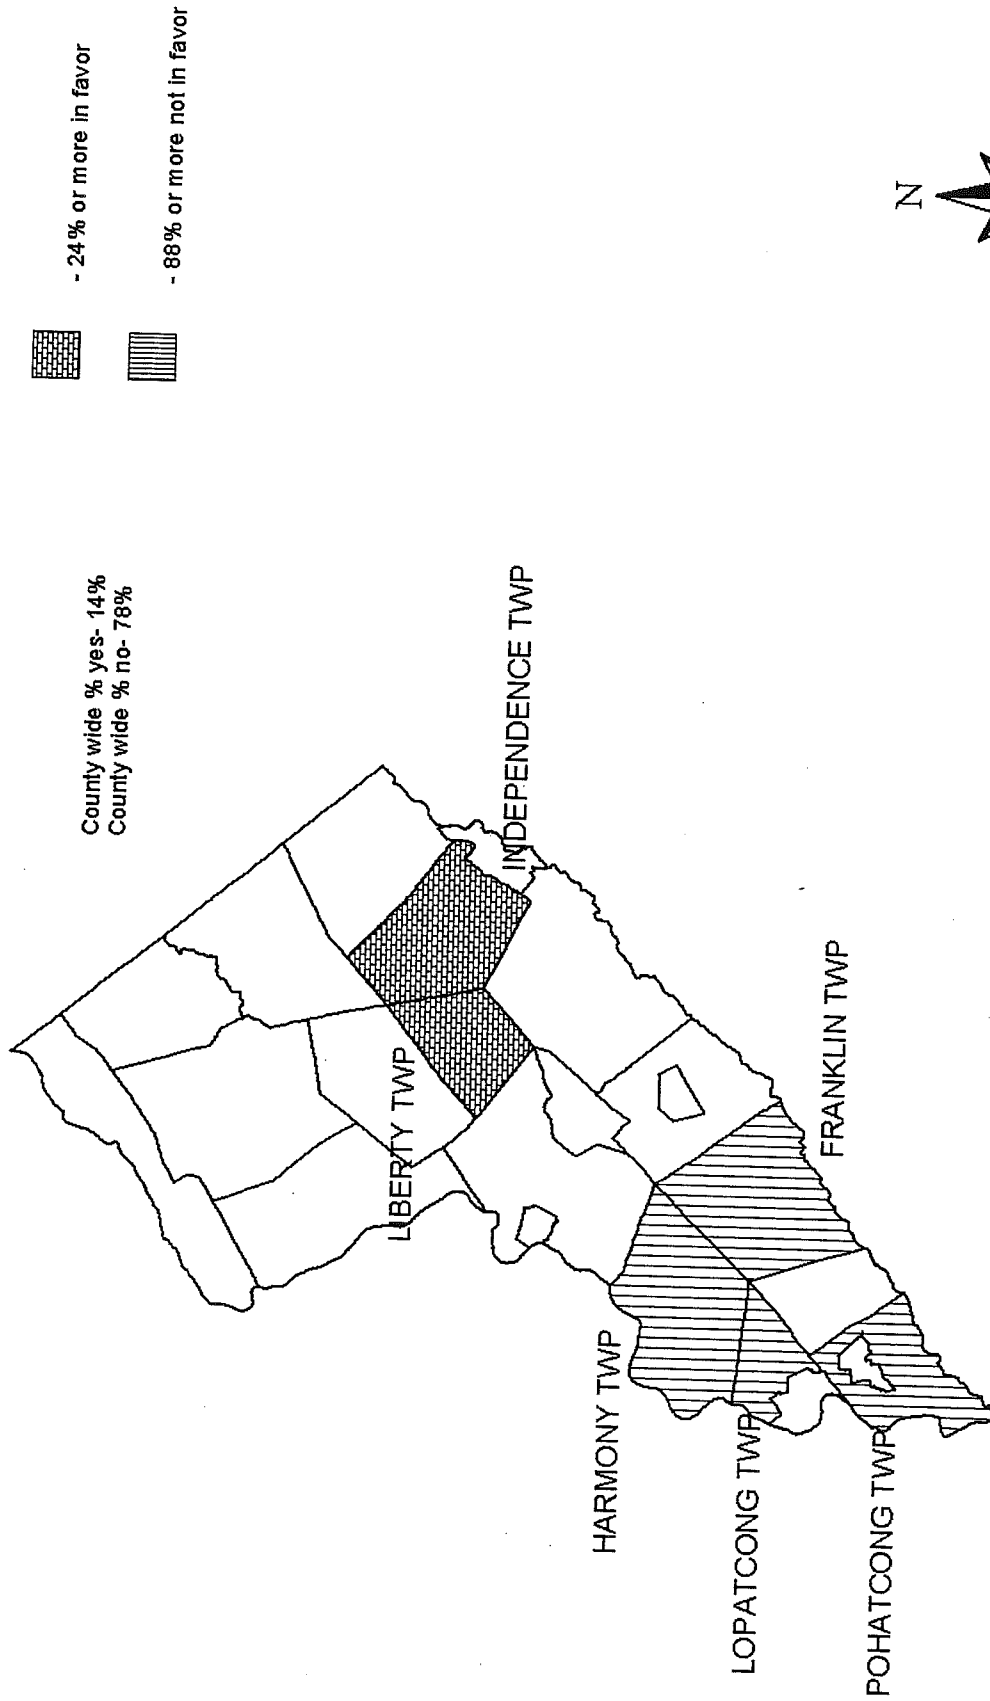 - 24% or more in favor
- 88% or more not in favor
County wide % yes- 14%
County wide % no- 78%
INDEPENDENCE TWP
LIBERTY TWP
FRANKLIN TWP
HARMONY TWP
LOPATCONG TWP
POHATCONG TWP
N